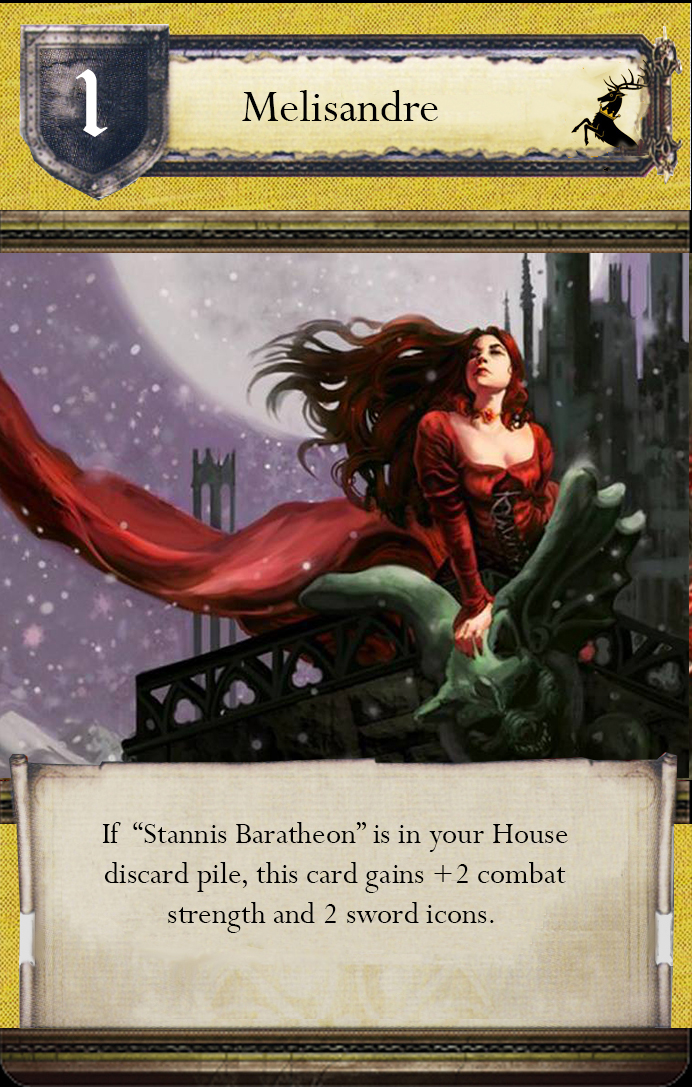 1
Melisandre
If “Stannis Baratheon” is in your House
discard pile, this card gains +2 combat
strength and 2 sword icons.